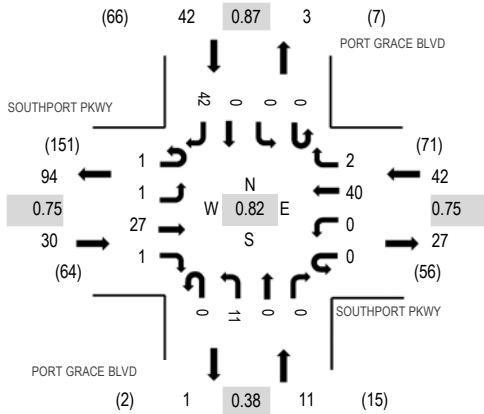 (66) 42 0.87 3 (7)
PORT GRACE BLVD
SOUTHPORT PKWY
42 0 0 0
(151) (71)
94 1 2 42
0.75 1 N 40 0.75
W 0.82 E
30 27 S 0 27
(64) 1 0 (56)
0 11 0 0
SOUTHPORT PKWY
PORT GRACE BLVD
(2) 1 0.38 11 (15)